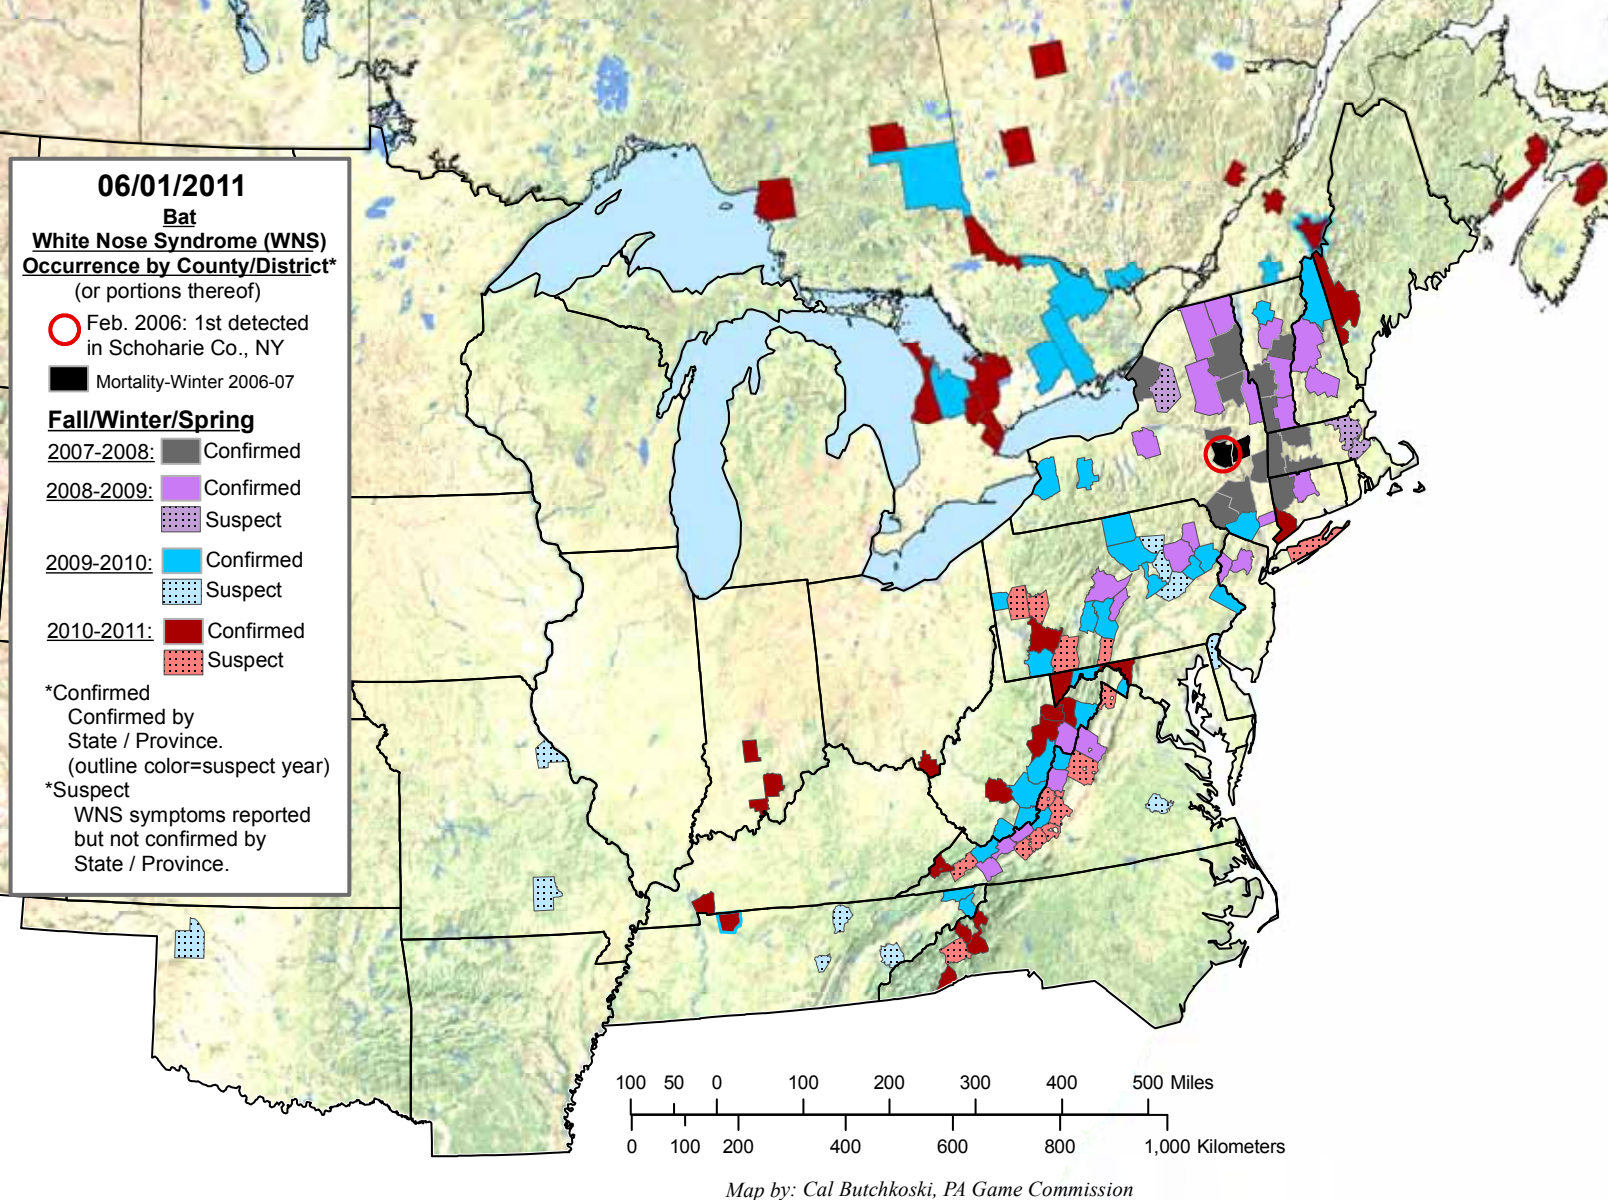 06/01/2011
Bat
White Nose Syndrome (WNS)
Occurrence by County/District*
(or portions thereof)
Feb. 2006: 1st detected
in Schoharie Co., NY
Mortality-Winter 2006-07
Fall/Winter/Spring
2007-2008: Confirmed
2008-2009: Confirmed
Suspect
2009-2010: Confirmed
Suspect
2010-2011: Confirmed
Suspect
*Confirmed
Confirmed by
State / Province.
(outline color=suspect year)
*Suspect
WNS symptoms reported
but not confirmed by
State / Province.
100 50 0 100 200 300 400 500 Miles
0 100 200 400 600 800 1,000 Kilometers
Map by: Cal Butchkoski, PA Game Commission